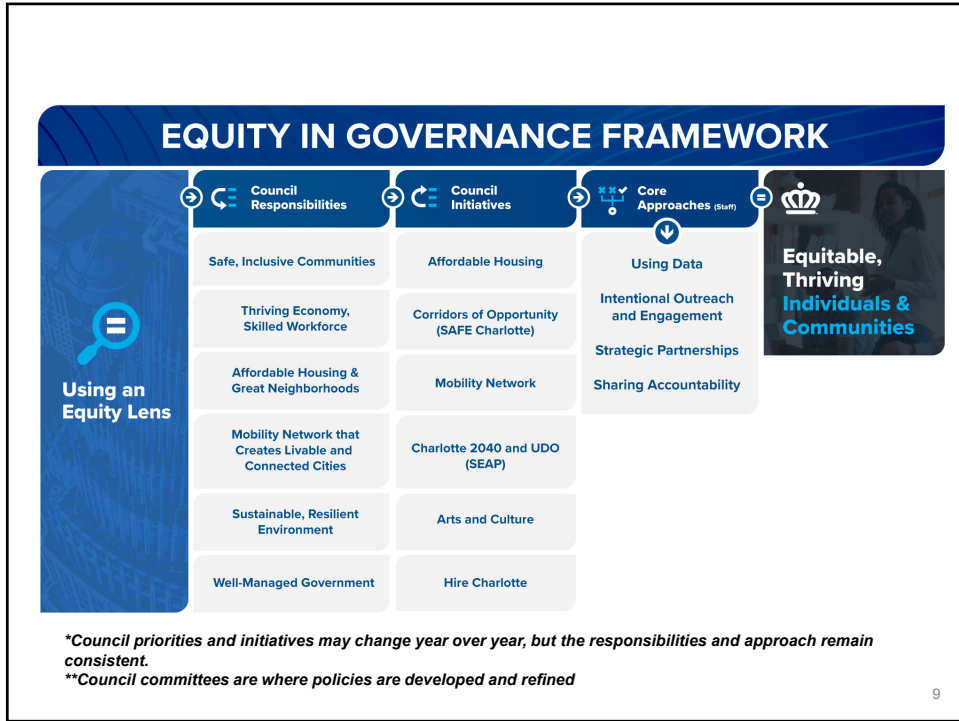 EQUITY IN GOVERNANCE FRAMEWORK
Using an
Equity Lens
Council
Responsibilities
Safe, Inclusive Communities
Thriving Economy,
Skilled Workforce
Affordable Housing &
Great Neighborhoods
Mobility Network that
Creates Livable and
Connected Cities
Sustainable, Resilient
Environment
Well-Managed Government
Council
Initiatives
Affordable Housing
Corridors of Opportunity
(SAFE Charlotte)
Mobility Network
Charlotte 2040 and UDO
(SEAP)
Arts and Culture
Hire Charlotte
Core
Approaches (Staff)
Using Data
Intentional Outreach
and Engagement
Strategic Partnerships
Sharing Accountability
Equitable,
Thriving
Individuals &
Communities
*Council priorities and initiatives may change year over year, but the responsibilities and approach remain
consistent.
**Council committees are where policies are developed and refined
9